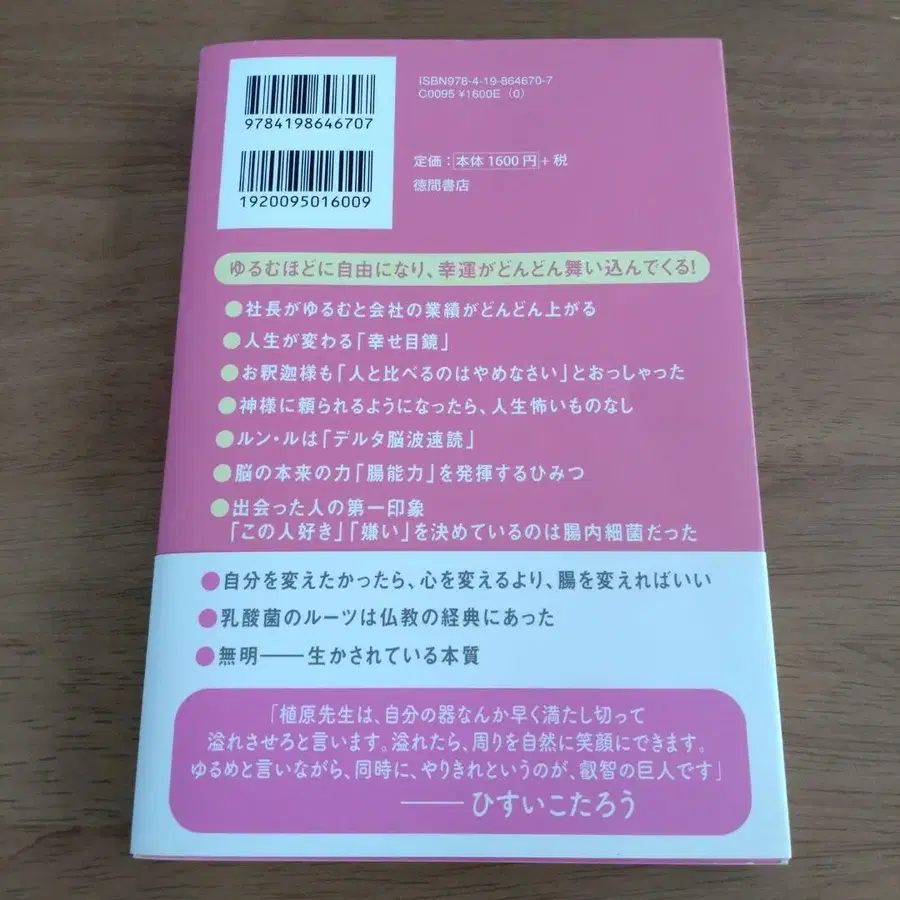 ISBN978-4-19-864670-7
C0095 ¥1600E (0)
9784198646707
定価：本体1600円+税
徳間書店
1920095016009
ゆるむほどに自由になり、幸運がどんどん舞い込んでくる！
●社長がゆるむと会社の業績がどんどん上がる
●人生が変わる「幸せ目鏡」
●お釈迦様も「人と比べるのはやめなさい」とおっしゃった
●神様に頼られるようになったら、人生怖いものなし
●ルン・ルは「デルタ脳波速読」
●脳の本来の力「腸能力」を発揮するひみつ
●出会った人の第一印象
「この人好き」「嫌い」を決めているのは腸内細菌だった
●自分を変えたかったら、心を変えるより、腸を変えればいい
●乳酸菌のルーツは仏教の経典にあった
●無明――生かされている本質
「植原先生は、自分の器なんか早く満たし切って
溢れさせろと言います。溢れたら、周りを自然に笑顔にできます。
ゆるめと言いながら、同時に、やりきれというのが、叡智の巨人です」
――ひすいこたろう